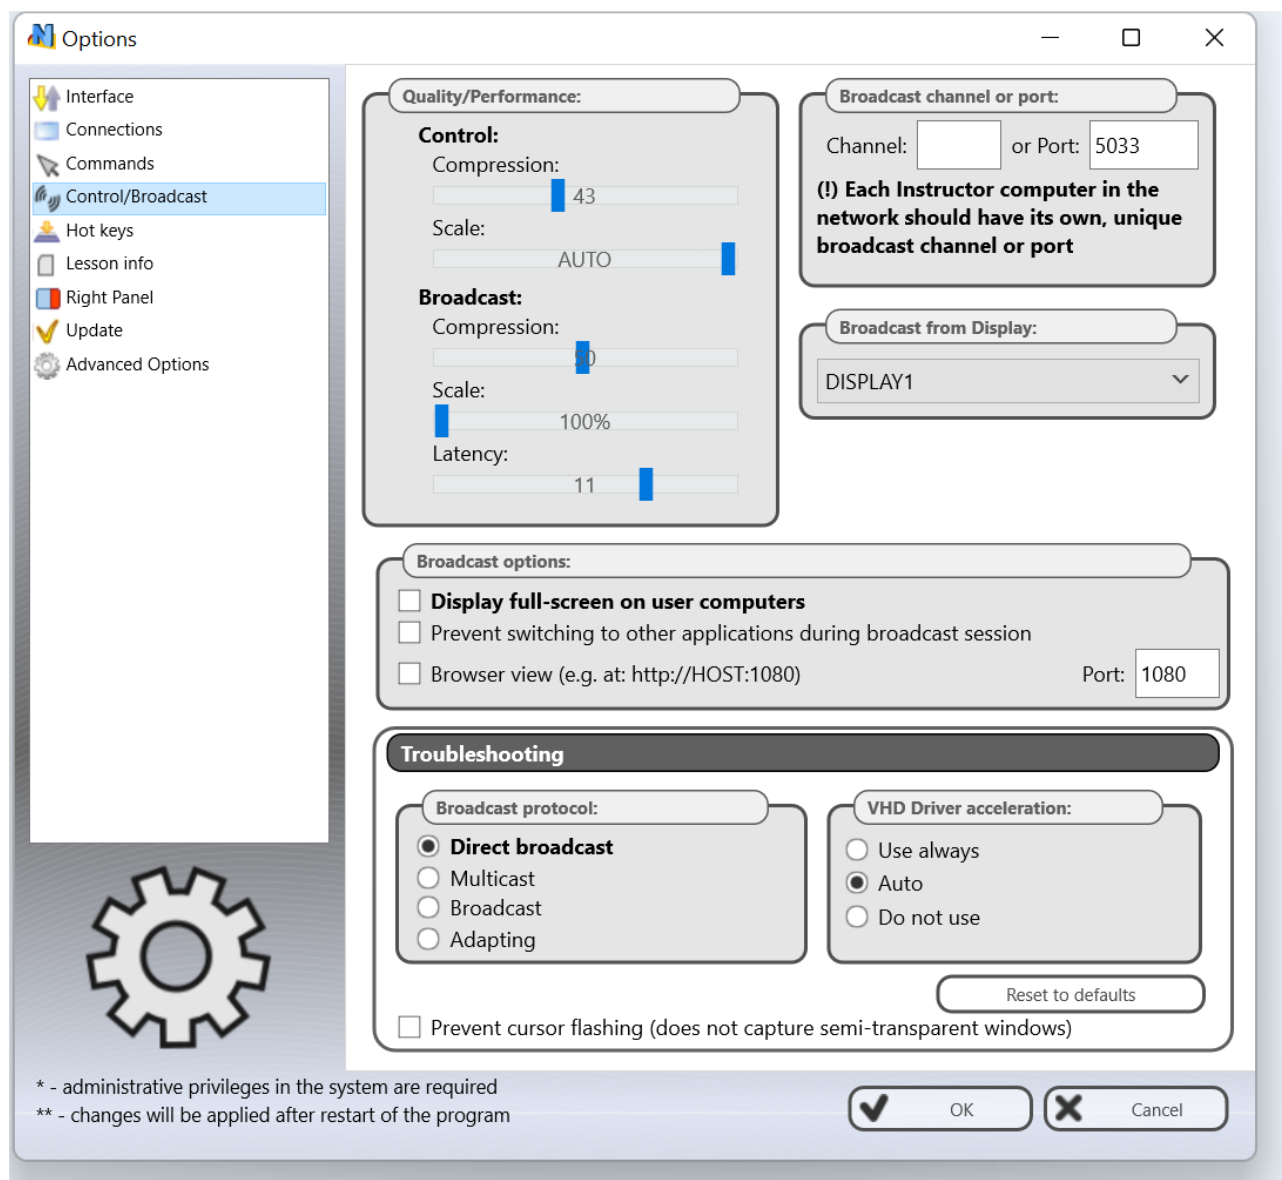 Options
Interface
Connections
Commands
Control/Broadcast
Hot keys
Lesson info
Right Panel
Update
Advanced Options
Quality/Performance:
Control:
Compression:
43
Scale:
AUTO
Broadcast:
Compression:
50
Scale:
100%
Latency:
11
Broadcast channel or port:
Channel: or Port: 5033
(!) Each Instructor computer in the
network should have its own, unique
broadcast channel or port
Broadcast from Display:
DISPLAY1
Broadcast options:
Display full-screen on user computers
Prevent switching to other applications during broadcast session
Browser view (e.g. at: http://HOST:1080) Port: 1080
Troubleshooting
Broadcast protocol:
Direct broadcast
Multicast
Broadcast
Adapting
VHD Driver acceleration:
Use always
Auto
Do not use
Reset to defaults
Prevent cursor flashing (does not capture semi-transparent windows)
* - administrative privileges in the system are required
** - changes will be applied after restart of the program
OK
Cancel